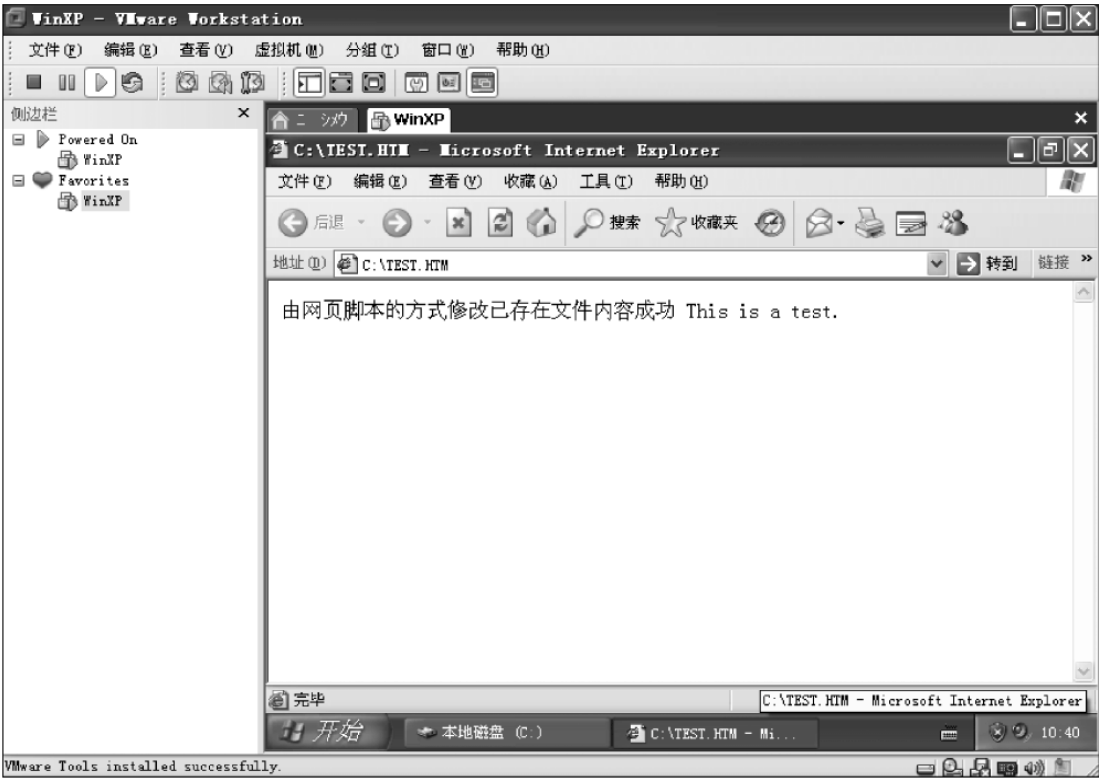 WinXP - VMware Workstation
文件(F) 编辑(E) 查看(V) 虚拟机(M) 分组(T) 窗口(W) 帮助(H)
侧边栏
Powered On
WinXP
Favorites
WinXP
ニ シメウ WinXP
C:\TEST.HTM - Microsoft Internet Explorer
文件(F) 编辑(E) 查看(V) 收藏(A) 工具(T) 帮助(H)
后退 搜索 收藏夹
地址(D) C:\TEST.HTM 转到 链接 »
由网页脚本的方式修改已存在文件内容成功 This is a test.
完毕
C:\TEST.HTM - Microsoft Internet Explorer
开始 本地磁盘 (C:) C:\TEST.HTM - Mi... 10:40
VMware Tools installed successfully.